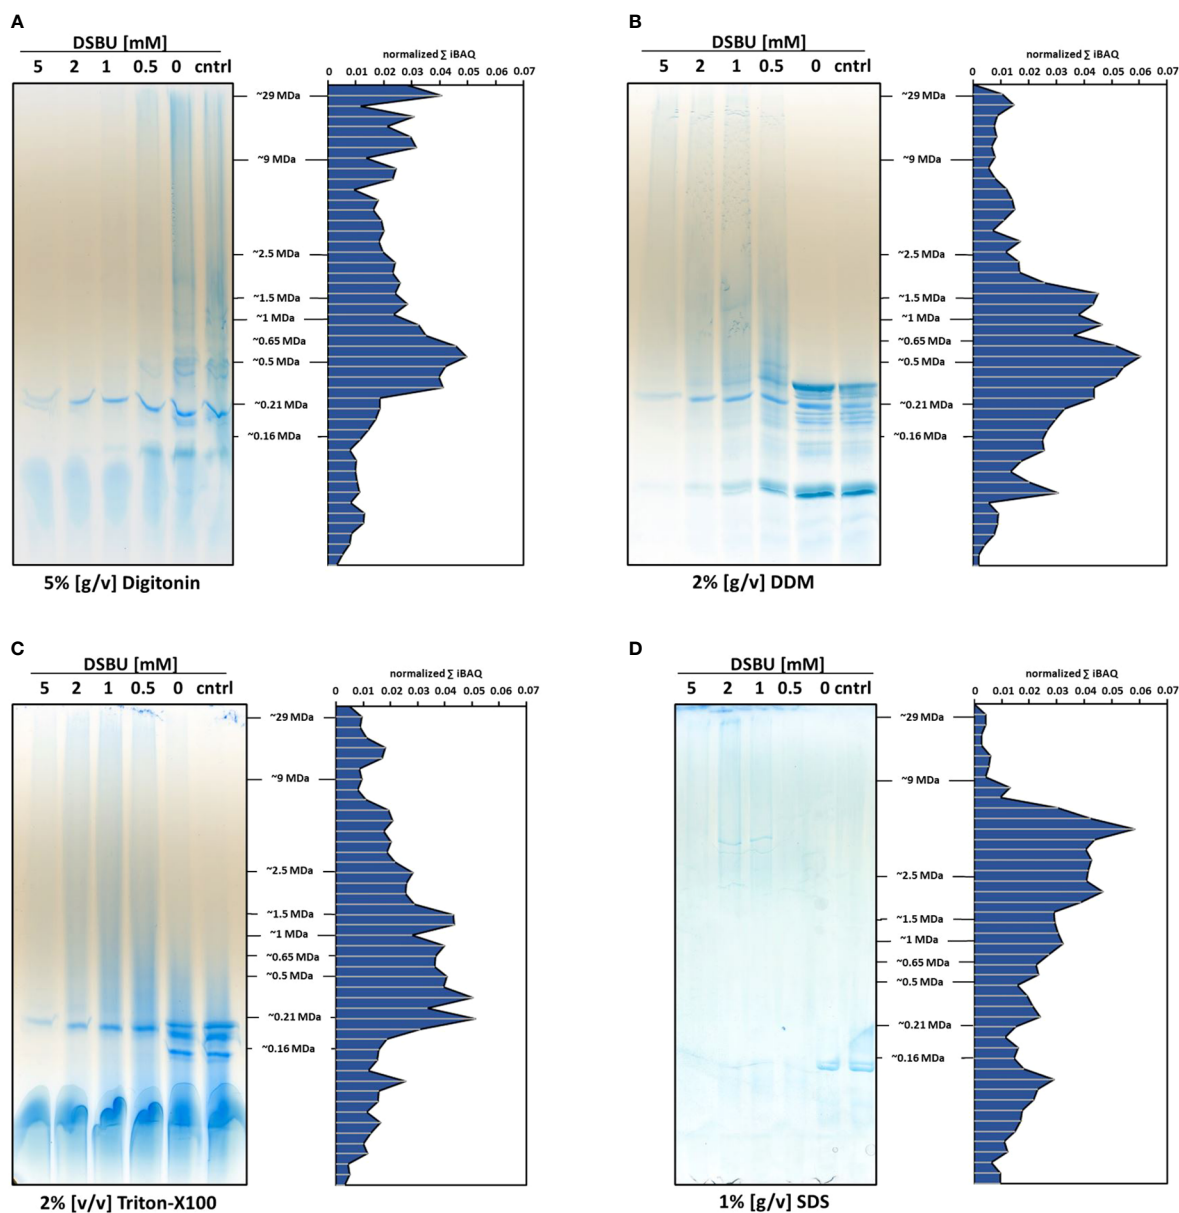 A
DSBU [mM]
5 2 1 0.5 0 cntrl
normalized ∑ iBAQ
0 0.01 0.02 0.03 0.04 0.05 0.06 0.07
~29 MDa
~9 MDa
~2.5 MDa
~1.5 MDa
~1 MDa
~0.65 MDa
~0.5 MDa
~0.21 MDa
~0.16 MDa
5% [g/v] Digitonin
B
DSBU [mM]
5 2 1 0.5 0 cntrl
normalized ∑ iBAQ
0 0.01 0.02 0.03 0.04 0.05 0.06 0.07
~29 MDa
~9 MDa
~2.5 MDa
~1.5 MDa
~1 MDa
~0.65 MDa
~0.5 MDa
~0.21 MDa
~0.16 MDa
2% [g/v] DDM
C
DSBU [mM]
5 2 1 0.5 0 cntrl
normalized ∑ iBAQ
0 0.01 0.02 0.03 0.04 0.05 0.06 0.07
~29 MDa
~9 MDa
~2.5 MDa
~1.5 MDa
~1 MDa
~0.65 MDa
~0.5 MDa
~0.21 MDa
~0.16 MDa
2% [v/v] Triton-X100
D
DSBU [mM]
5 2 1 0.5 0 cntrl
normalized ∑ iBAQ
0 0.01 0.02 0.03 0.04 0.05 0.06 0.07
~29 MDa
~9 MDa
~2.5 MDa
~1.5 MDa
~1 MDa
~0.65 MDa
~0.5 MDa
~0.21 MDa
~0.16 MDa
1% [g/v] SDS